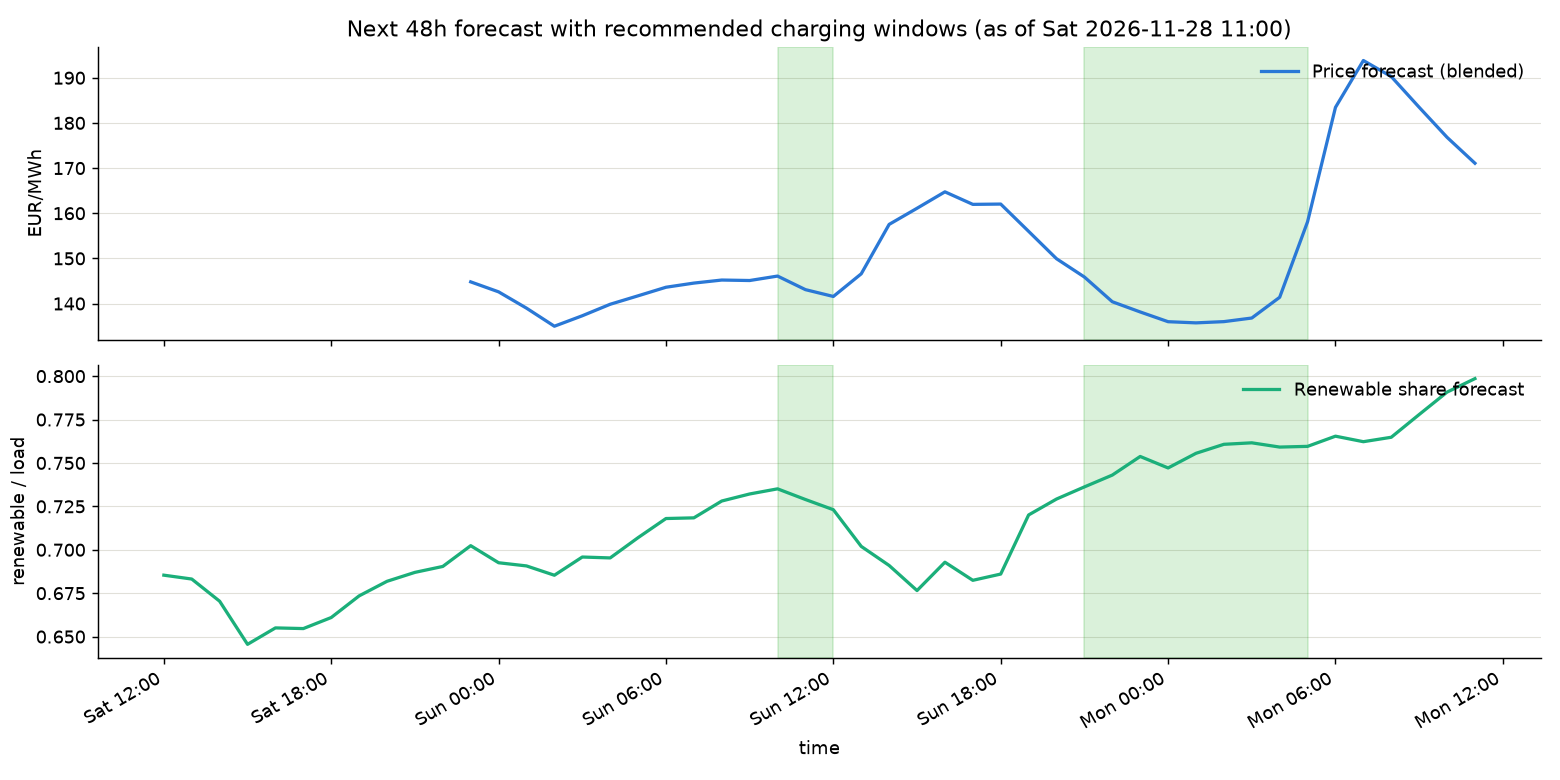 Next 48h forecast with recommended charging windows (as of Sat 2026-11-28 11:00)
Price forecast (blended)
EUR/MWh
190
180
170
160
150
140
Renewable share forecast
renewable / load
0.800
0.775
0.750
0.725
0.700
0.675
0.650
Sat 12:00
Sat 18:00
Sun 00:00
Sun 06:00
Sun 12:00
Sun 18:00
Mon 00:00
Mon 06:00
Mon 12:00
time